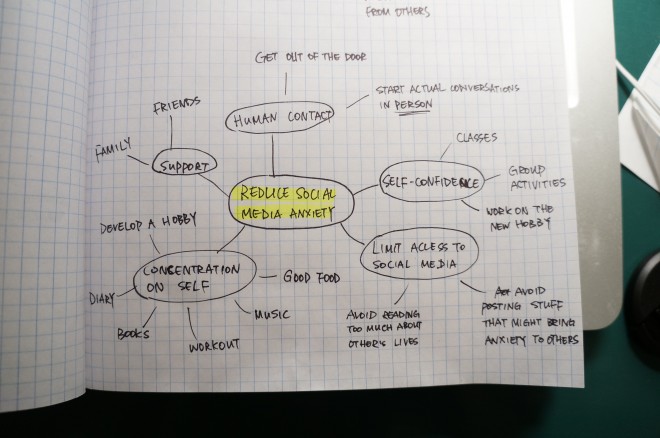 FROM OTHERS
GET OUT OF THE DOOR
START ACTUAL CONVERSATIONS
IN PERSON
HUMAN CONTACT
FRIENDS
FAMILY
SUPPORT
CLASSES
SELF-CONFIDENCE
GROUP
ACTIVITIES
WORK ON THE
NEW HOBBY
REDUCE SOCIAL
MEDIA ANXIETY
DEVELOP A HOBBY
LIMIT ACCESS TO
SOCIAL MEDIA
CONCENTRATION
ON SELF
GOOD FOOD
DIARY
BOOKS
WORKOUT
MUSIC
AVOID READING
TOO MUCH ABOUT
OTHER'S LIVES
AVOID
POSTING STUFF
THAT MIGHT BRING
ANXIETY TO OTHERS